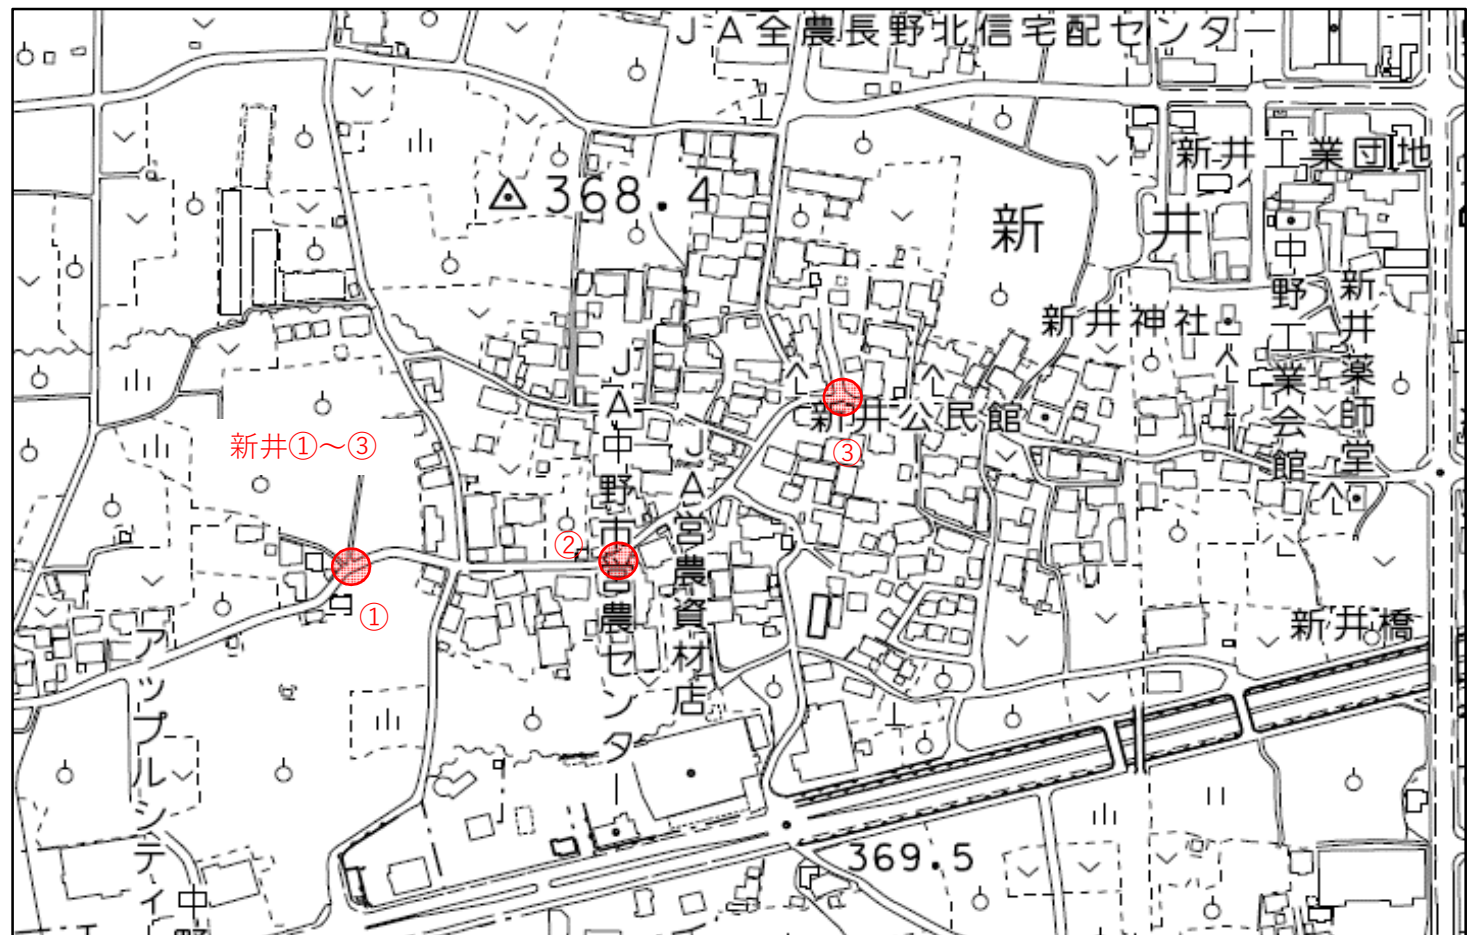 JA全農長野北信宅配センター
新井工業団地
368.4
新井
新井神社
中野工業会館
新井薬師堂
JA中野市営農センター
JA営農資材店
新井公民館
新井①～③
①
②
③
新井橋
アップルシティ
中野
369.5